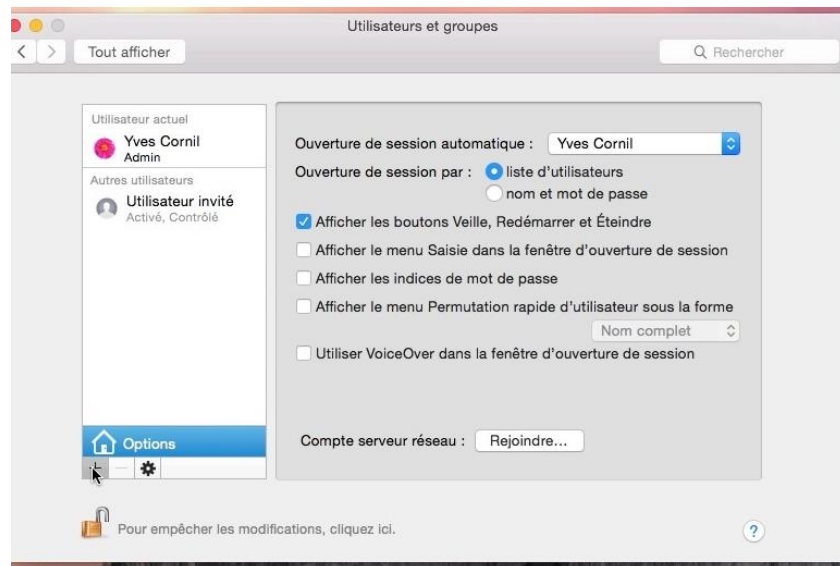 Utilisateurs et groupes
Tout afficher
Rechercher
Utilisateur actuel
Yves Cornil
Admin
Autres utilisateurs
Utilisateur invité
Activé, Contrôlé
Options
Ouverture de session automatique : Yves Cornil
Ouverture de session par : liste d'utilisateurs
nom et mot de passe
Afficher les boutons Veille, Redémarrer et Éteindre
Afficher le menu Saisie dans la fenêtre d'ouverture de session
Afficher les indices de mot de passe
Afficher le menu Permutation rapide d'utilisateur sous la forme
Nom complet
Utiliser VoiceOver dans la fenêtre d'ouverture de session
Compte serveur réseau : Rejoindre...
Pour empêcher les modifications, cliquez ici.
?